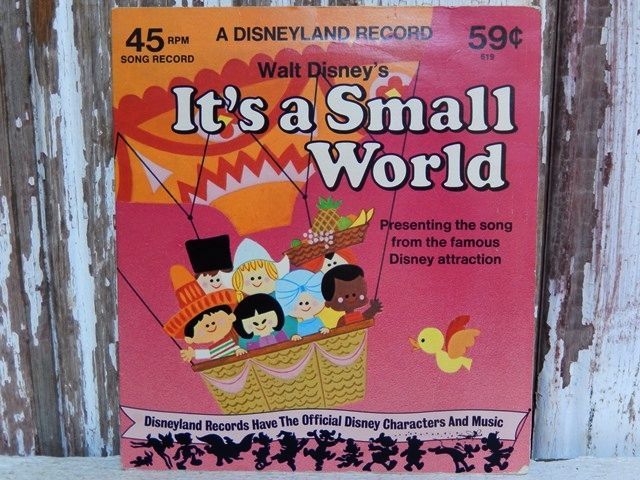 45 RPM
SONG RECORD
A DISNEYLAND RECORD
59¢
619
Walt Disney's
It's a Small
World
Presenting the song
from the famous
Disney attraction
Disneyland Records Have The Official Disney Characters And Music